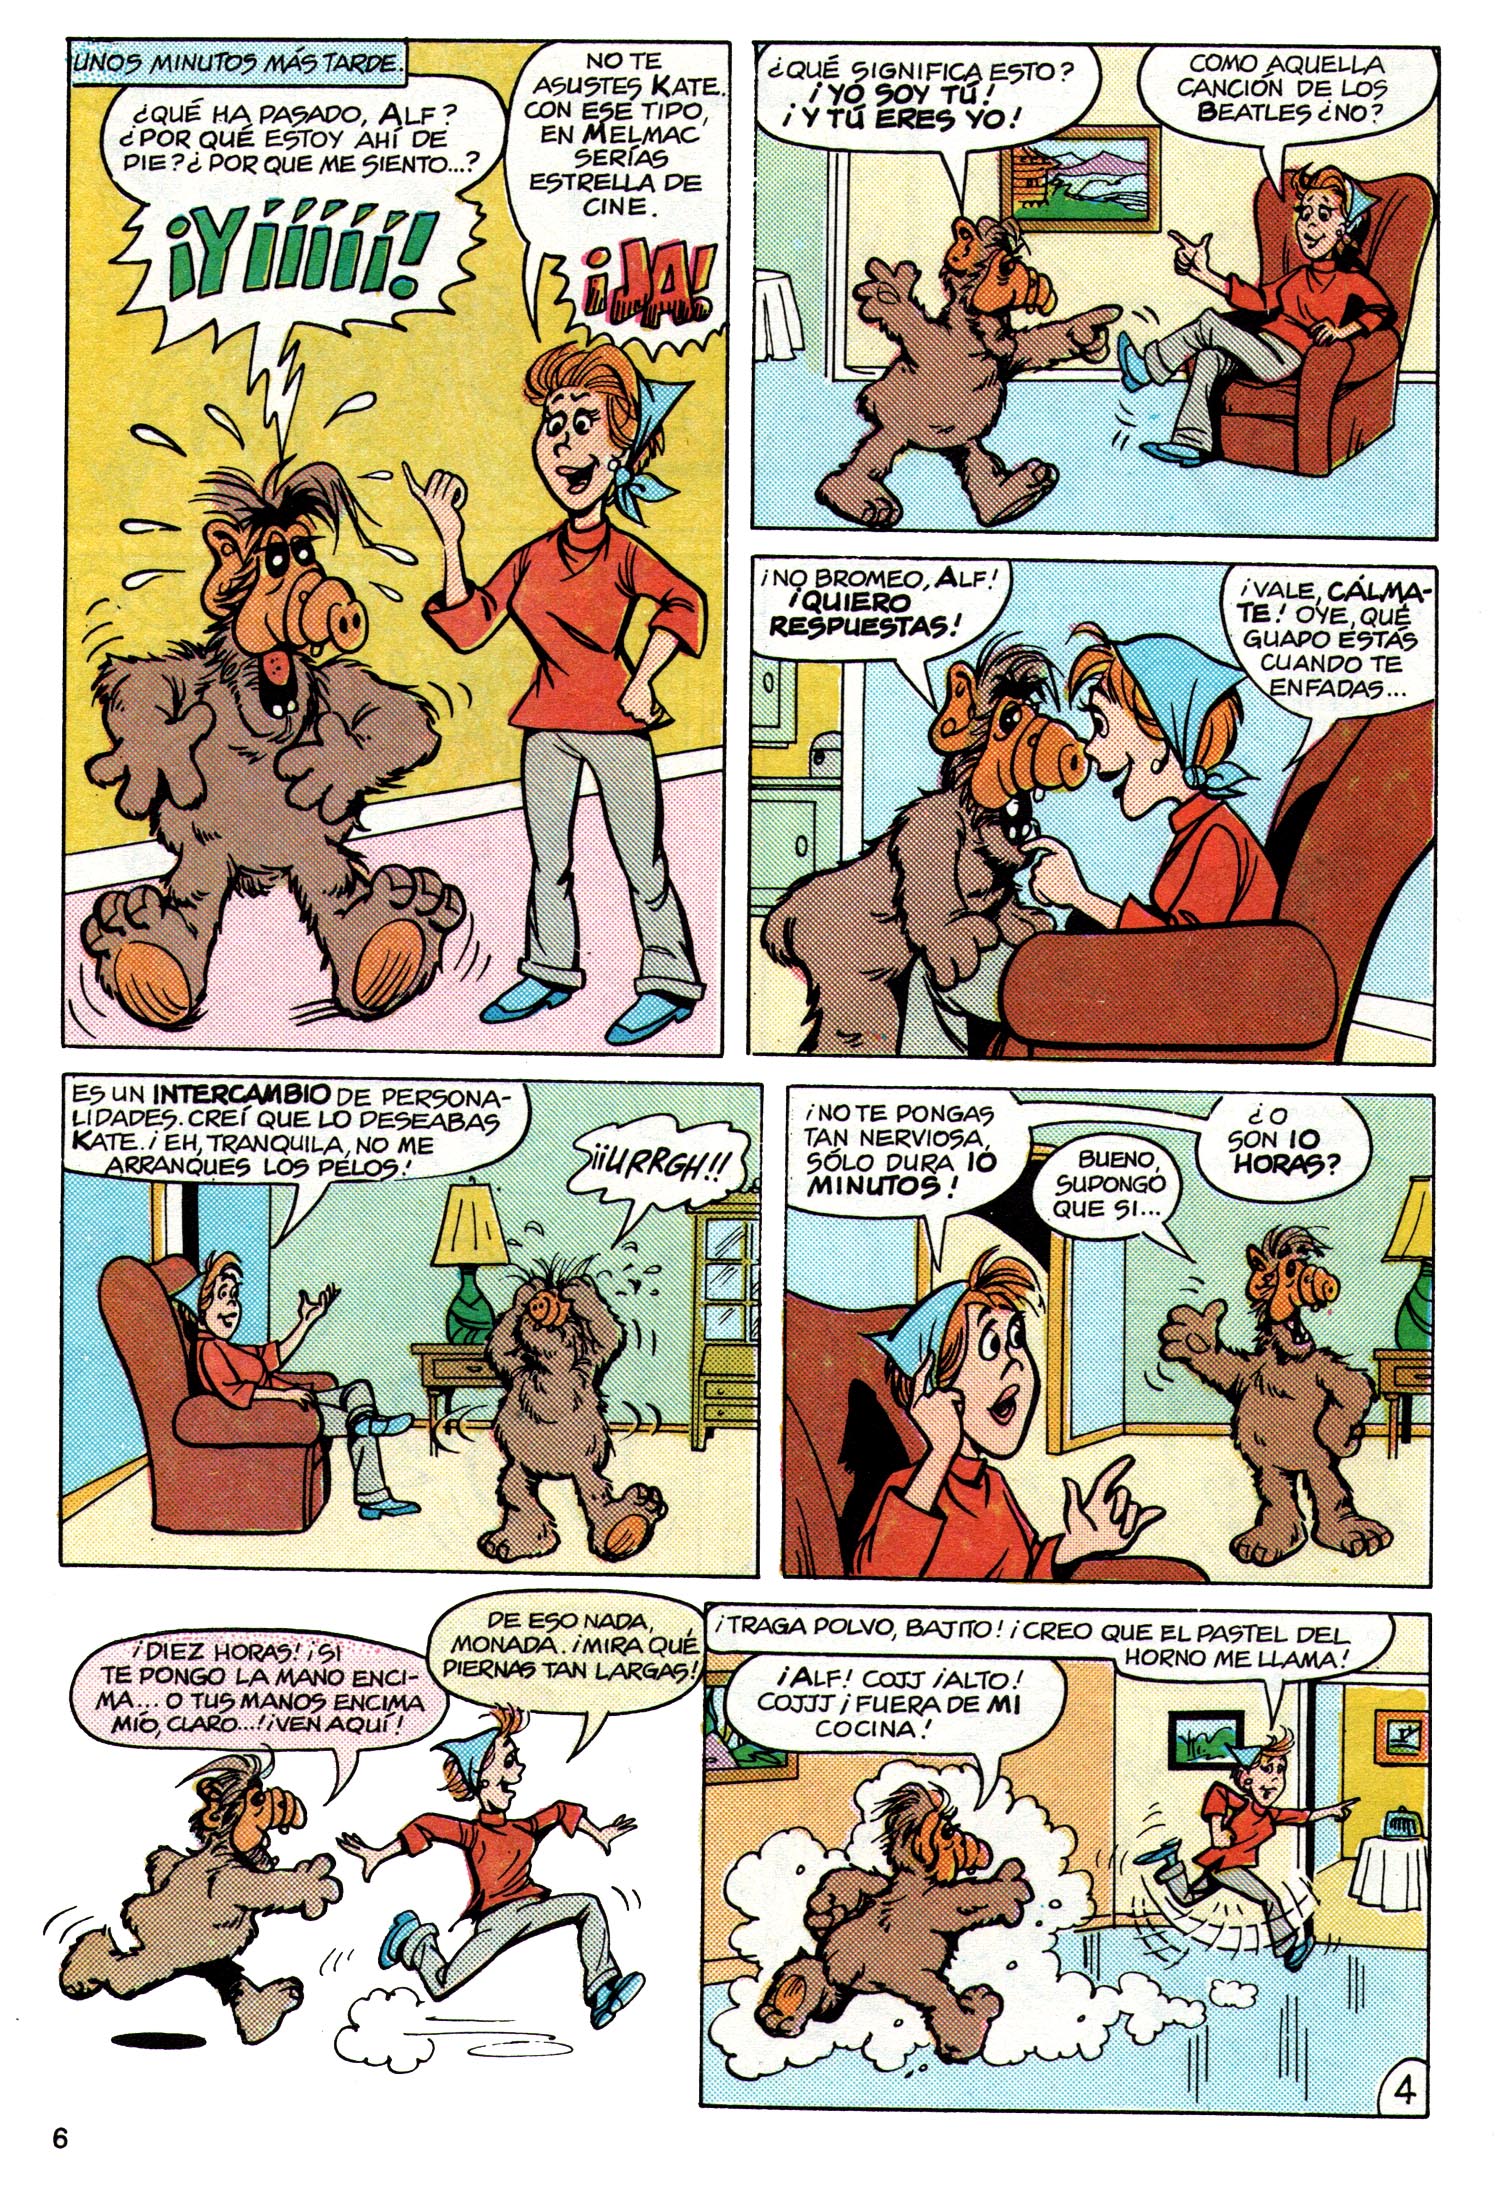 UNOS MINUTOS MÁS TARDE.
¿QUÉ HA PASADO, ALF?
¿POR QUÉ ESTOY AHÍ DE
PIE? ¿POR QUE ME SIENTO...?
¡YÍÍÍÍÍ!
NO TE
ASUSTES KATE.
CON ESE TIPO,
EN MELMAC
SERÍAS
ESTRELLA DE
CINE.
¡JA!
¿QUÉ SIGNIFICA ESTO?
¡YO SOY TÚ!
¡Y TÚ ERES YO!
COMO AQUELLA
CANCIÓN DE LOS
BEATLES ¿NO?
¡NO BROMEO, ALF!
¡QUIERO
RESPUESTAS!
¡VALE, CÁLMA-
TE! OYE, QUÉ
GUAPO ESTÁS
CUANDO TE
ENFADAS...
ES UN INTERCAMBIO DE PERSONA-
LIDADES. CREÍ QUE LO DESEABAS
KATE. ¡EH, TRANQUILA, NO ME
ARRANQUES LOS PELOS!
¡¡¡URRGH!!
¡NO TE PONGAS
TAN NERVIOSA,
SÓLO DURA 10
MINUTOS!
BUENO,
SUPONGO
QUE SI...
¿O
SON 10
HORAS?
¡DIEZ HORAS! ¡SI
TE PONGO LA MANO ENCI-
MA... O TUS MANOS ENCIMA
MÍO, CLARO...! ¡VEN AQUÍ!
DE ESO NADA,
MONADA. ¡MIRA QUÉ
PIERNAS TAN LARGAS!
¡TRAGA POLVO, BAJITO! ¡CREO QUE EL PASTEL DEL
HORNO ME LLAMA!
¡ALF! COJJ ¡ALTO!
COJJJ ¡FUERA DE MI
COCINA!
4
6